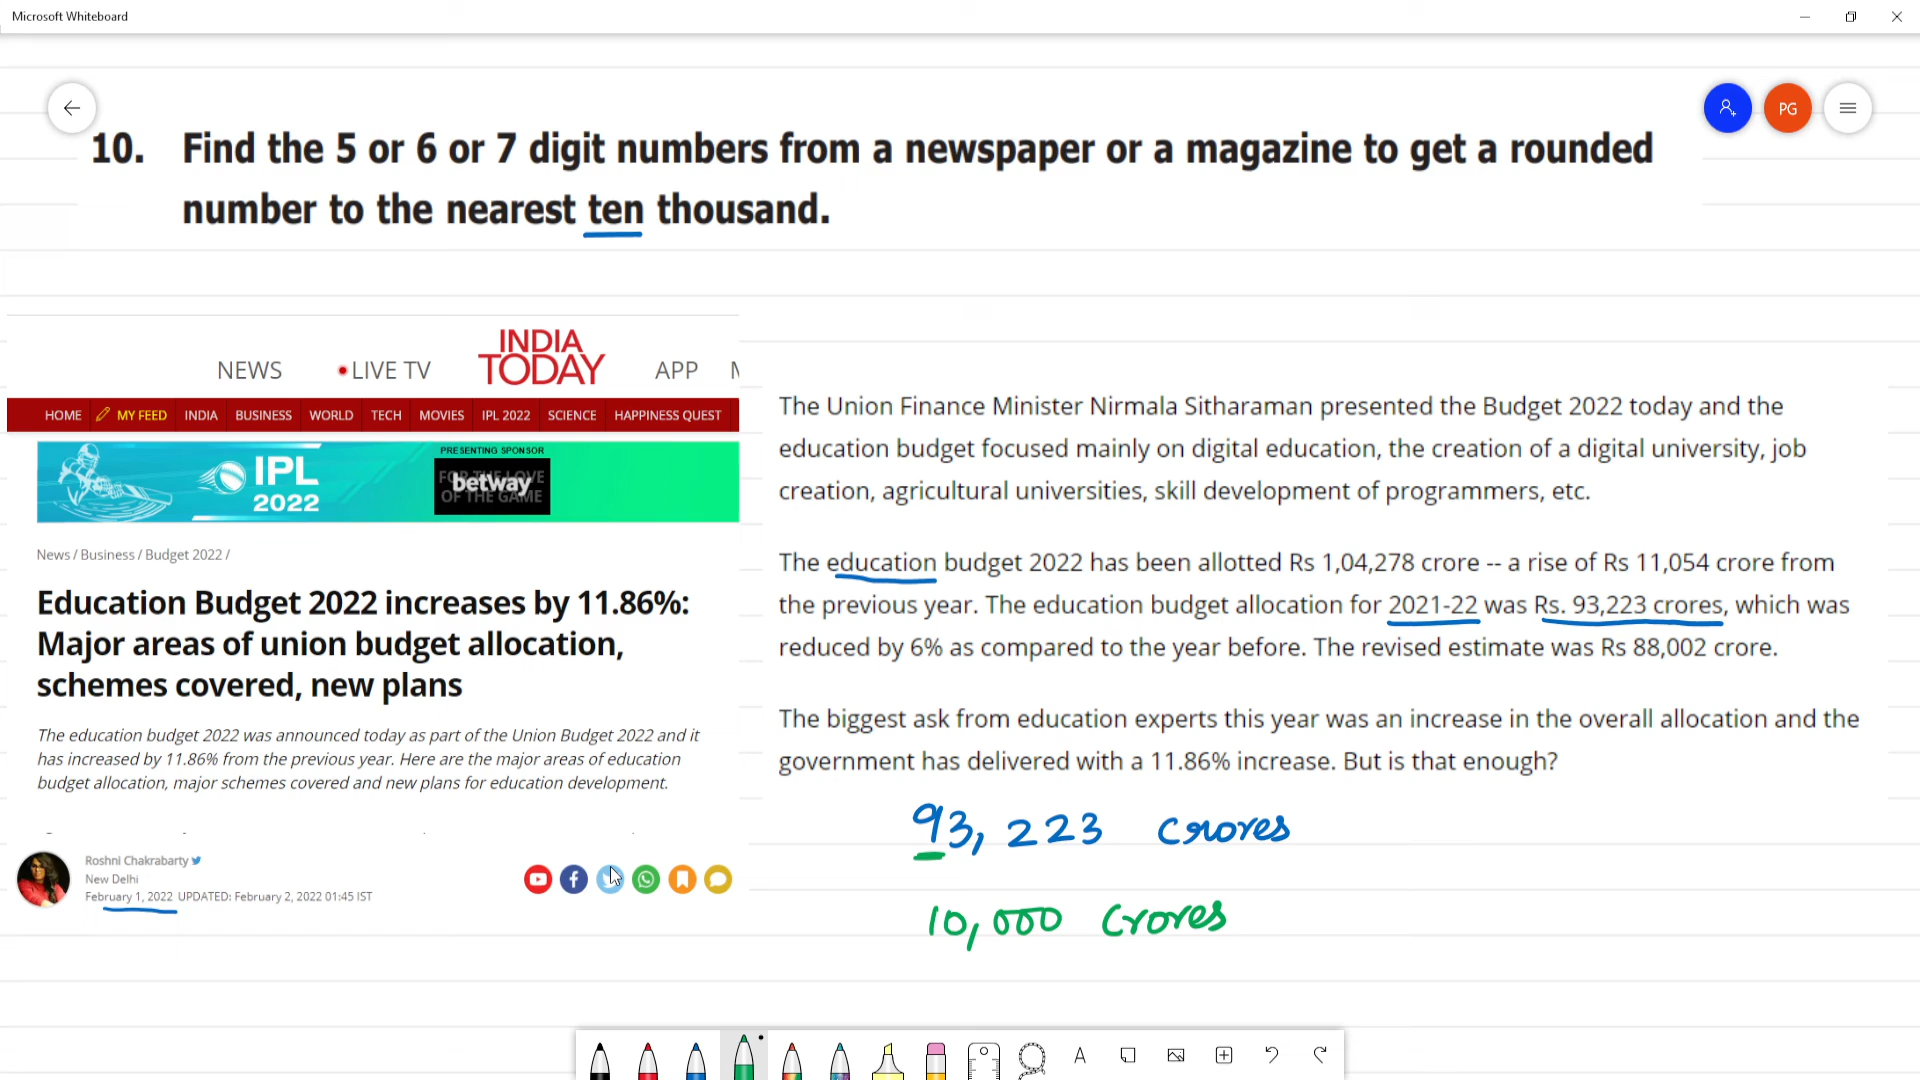 Microsoft Whiteboard
PG
10. Find the 5 or 6 or 7 digit numbers from a newspaper or a magazine to get a rounded
number to the nearest ten thousand.
NEWS
LIVE TV
INDIA
TODAY
APP
HOME
MY FEED
INDIA
BUSINESS
WORLD
TECH
MOVIES
IPL 2022
SCIENCE
HAPPINESS QUEST
IPL
2022
PRESENTING SPONSOR
FOR THE LOVE
betway
OF THE GAME
News / Business / Budget 2022 /
Education Budget 2022 increases by 11.86%:
Major areas of union budget allocation,
schemes covered, new plans
The education budget 2022 was announced today as part of the Union Budget 2022 and it
has increased by 11.86% from the previous year. Here are the major areas of education
budget allocation, major schemes covered and new plans for education development.
Roshni Chakrabarty
New Delhi
February 1, 2022 UPDATED: February 2, 2022 01:45 IST
The Union Finance Minister Nirmala Sitharaman presented the Budget 2022 today and the
education budget focused mainly on digital education, the creation of a digital university, job
creation, agricultural universities, skill development of programmers, etc.
The education budget 2022 has been allotted Rs 1,04,278 crore -- a rise of Rs 11,054 crore from
the previous year. The education budget allocation for 2021-22 was Rs. 93,223 crores, which was
reduced by 6% as compared to the year before. The revised estimate was Rs 88,002 crore.
The biggest ask from education experts this year was an increase in the overall allocation and the
government has delivered with a 11.86% increase. But is that enough?
93, 223 crores
10,000 Crores
A